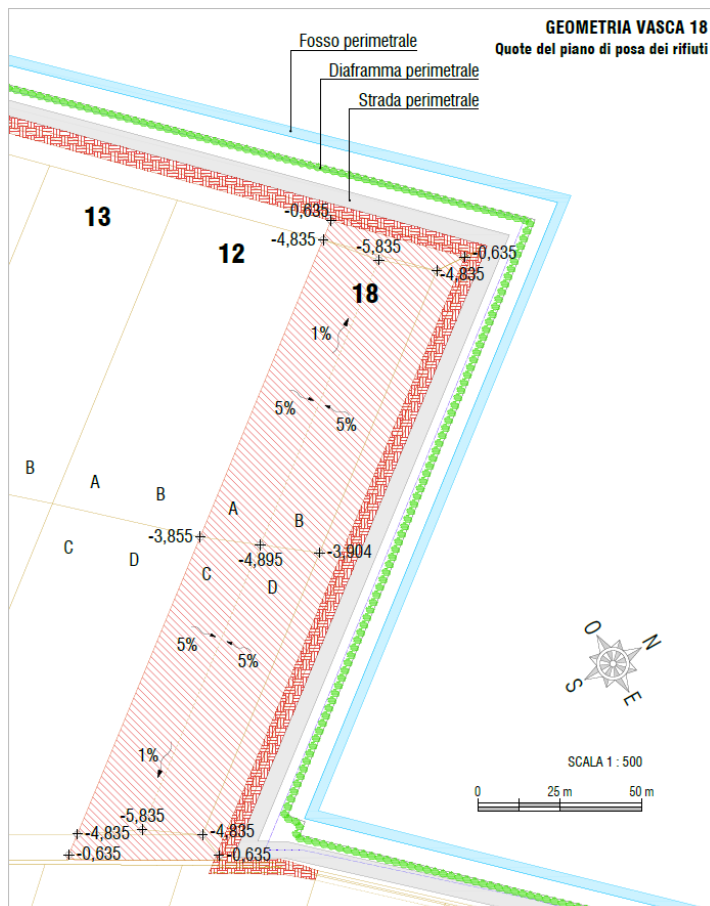 GEOMETRIA VASCA 18
Quote del piano di posa dei rifiuti
Fosso perimetrale
Diaframma perimetrale
Strada perimetrale
13
12
18
-0,635
-4,835
-5,835
-0,635
-4,835
1%
5%
5%
B
A
B
A
B
-3,855
-4,895
-3,904
C
D
C
D
5%
5%
1%
O
N
S
E
SCALA 1 : 500
0
25 m
50 m
-5,835
-4,835
-4,835
-0,635
-0,635